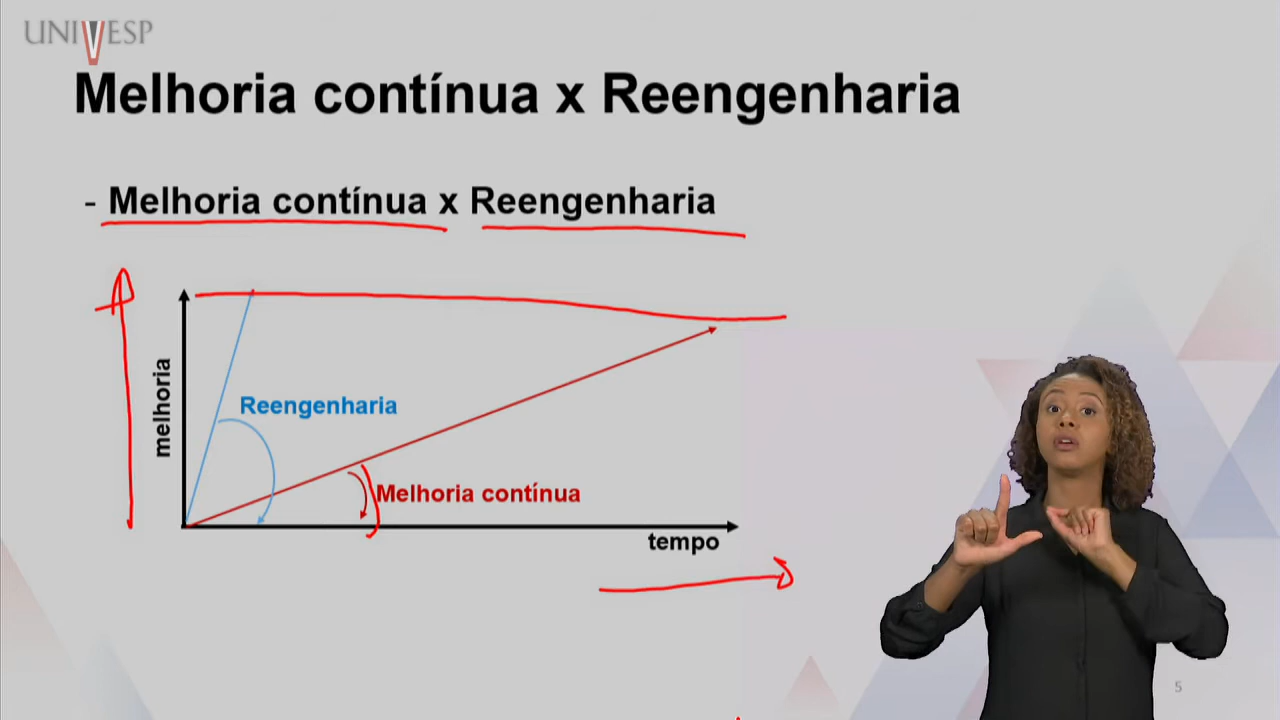 UNIVESP
Melhoria contínua x Reengenharia
- Melhoria contínua x Reengenharia
melhoria
Reengenharia
Melhoria contínua
tempo
5